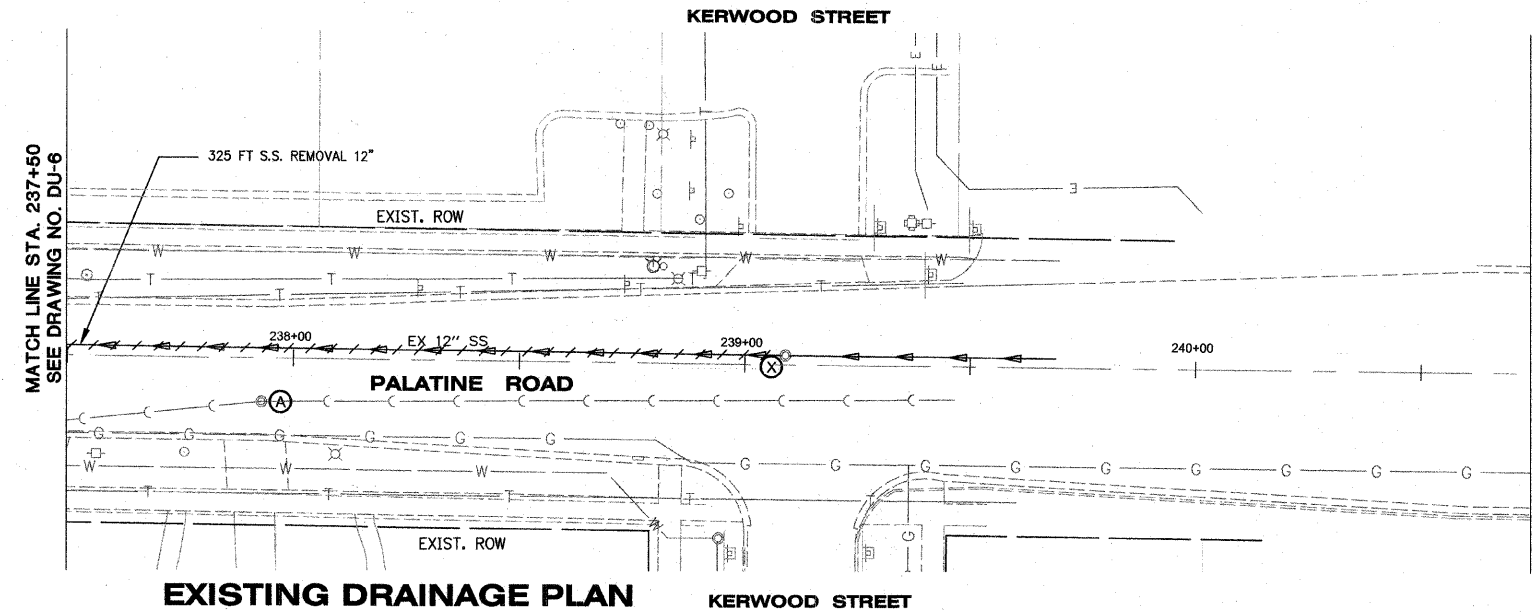 KERWOOD STREET
E E
325 FT S.S. REMOVAL 12"
MATCH LINE STA. 237+50
SEE DRAWING NO. DU-6
E
EXIST. ROW
W W W W W
T T T T
T T T T T
238+00 EX 12" SS 239+00 240+00
X
PALATINE ROAD
A
G G G G G G
G G G G G G G G G
W W W
T T T T T
EXIST. ROW
G
EXISTING DRAINAGE PLAN
KERWOOD STREET